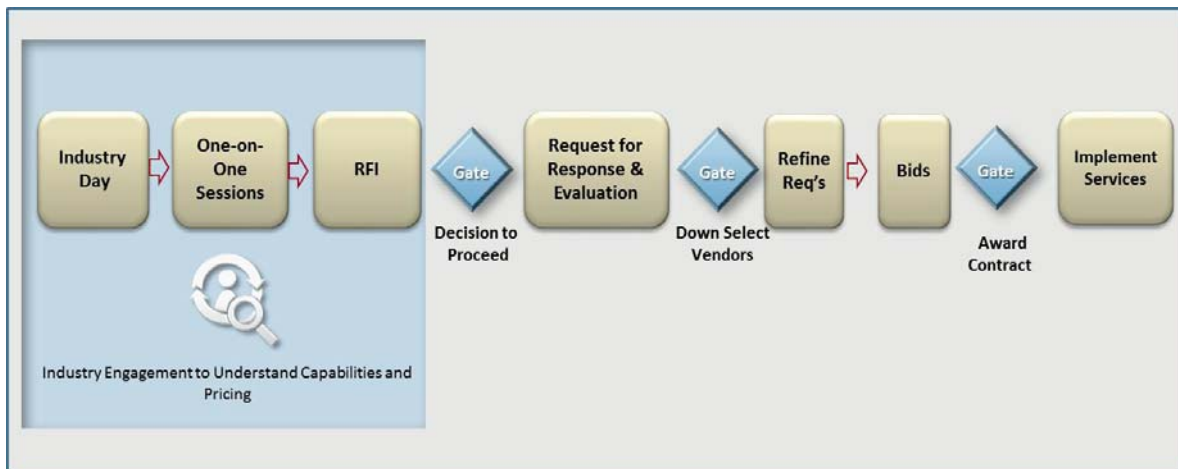 Industry
Day
One-on-
One
Sessions
RFI
Gate
Decision to
Proceed
Request for
Response &
Evaluation
Gate
Down Select
Vendors
Refine
Req’s
Bids
Gate
Award
Contract
Implement
Services
Industry Engagement to Understand Capabilities and
Pricing